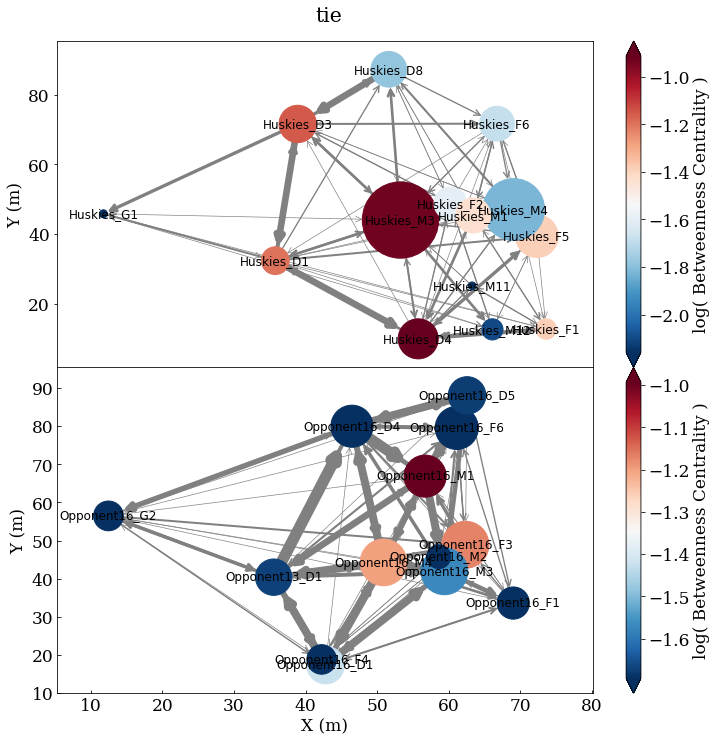 tie
Huskies_D8
Huskies_D3
Huskies_F6
Huskies_F2
Huskies_M4
Huskies_M1
Huskies_M3
Huskies_G1
Huskies_F5
Huskies_D1
Huskies_M11
Huskies_M12
Huskies_F1
Huskies_D4
80
60
40
20
Y (m)
−1.0
−1.2
−1.4
−1.6
−1.8
−2.0
log( Betweenness Centrality )
Opponent16_D5
Opponent16_D4
Opponent16_F6
Opponent16_M1
Opponent16_G2
Opponent16_F3
Opponent16_M2
Opponent16_M4
Opponent16_M3
Opponent13_D1
Opponent16_F1
Opponent16_F4
Opponent16_D1
90
80
70
60
50
40
30
20
10
Y (m)
10
20
30
40
50
60
70
80
X (m)
−1.0
−1.1
−1.2
−1.3
−1.4
−1.5
−1.6
log( Betweenness Centrality )